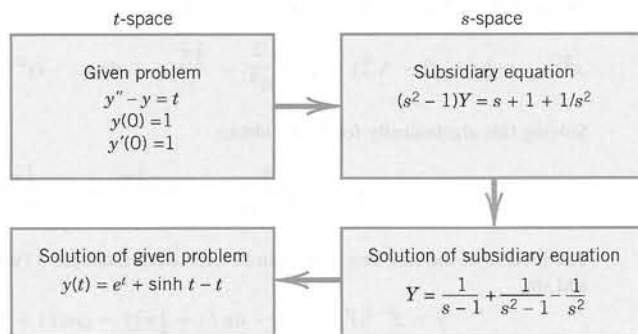 t-space
s-space
Given problem
y″ − y = t
y(0) = 1
y′(0) = 1
Subsidiary equation
(s² − 1)Y = s + 1 + 1/s²
Solution of given problem
y(t) = eᵗ + sinh t − t
Solution of subsidiary equation
Y = 1/(s − 1) + 1/(s² − 1) − 1/s²